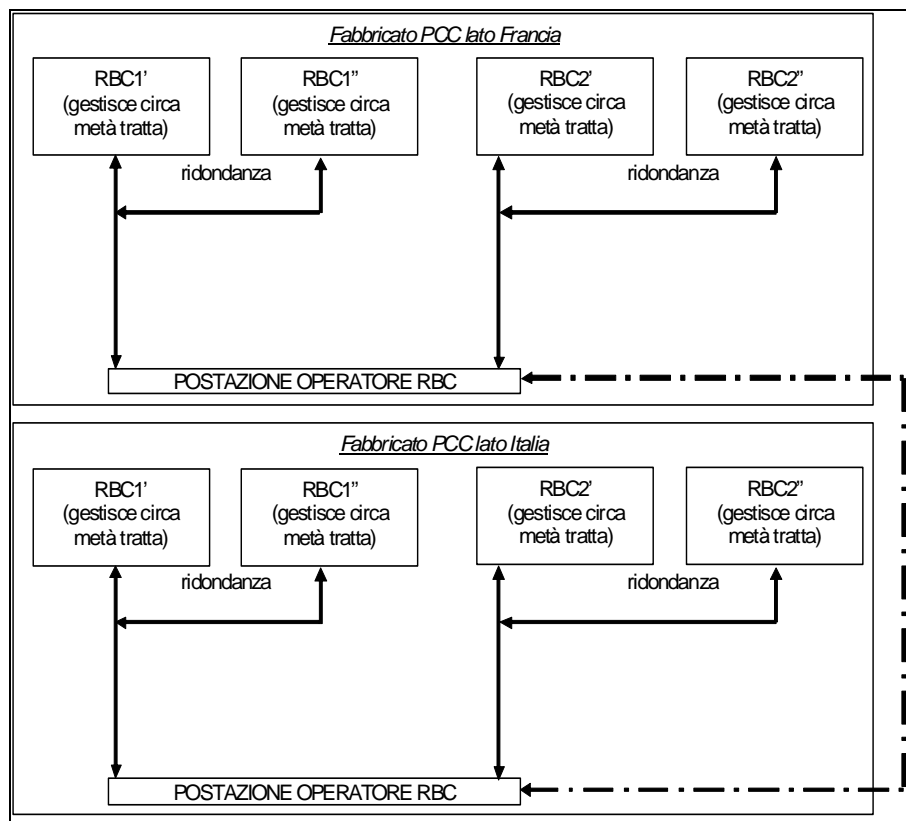 Fabbricato PCC lato Francia
RBC1'
(gestisce circa
metà tratta)
RBC1''
(gestisce circa
metà tratta)
RBC2'
(gestisce circa
metà tratta)
RBC2''
(gestisce circa
metà tratta)
ridondanza
ridondanza
POSTAZIONE OPERATORE RBC
Fabbricato PCC lato Italia
RBC1'
(gestisce circa
metà tratta)
RBC1''
(gestisce circa
metà tratta)
RBC2'
(gestisce circa
metà tratta)
RBC2''
(gestisce circa
metà tratta)
ridondanza
ridondanza
POSTAZIONE OPERATORE RBC